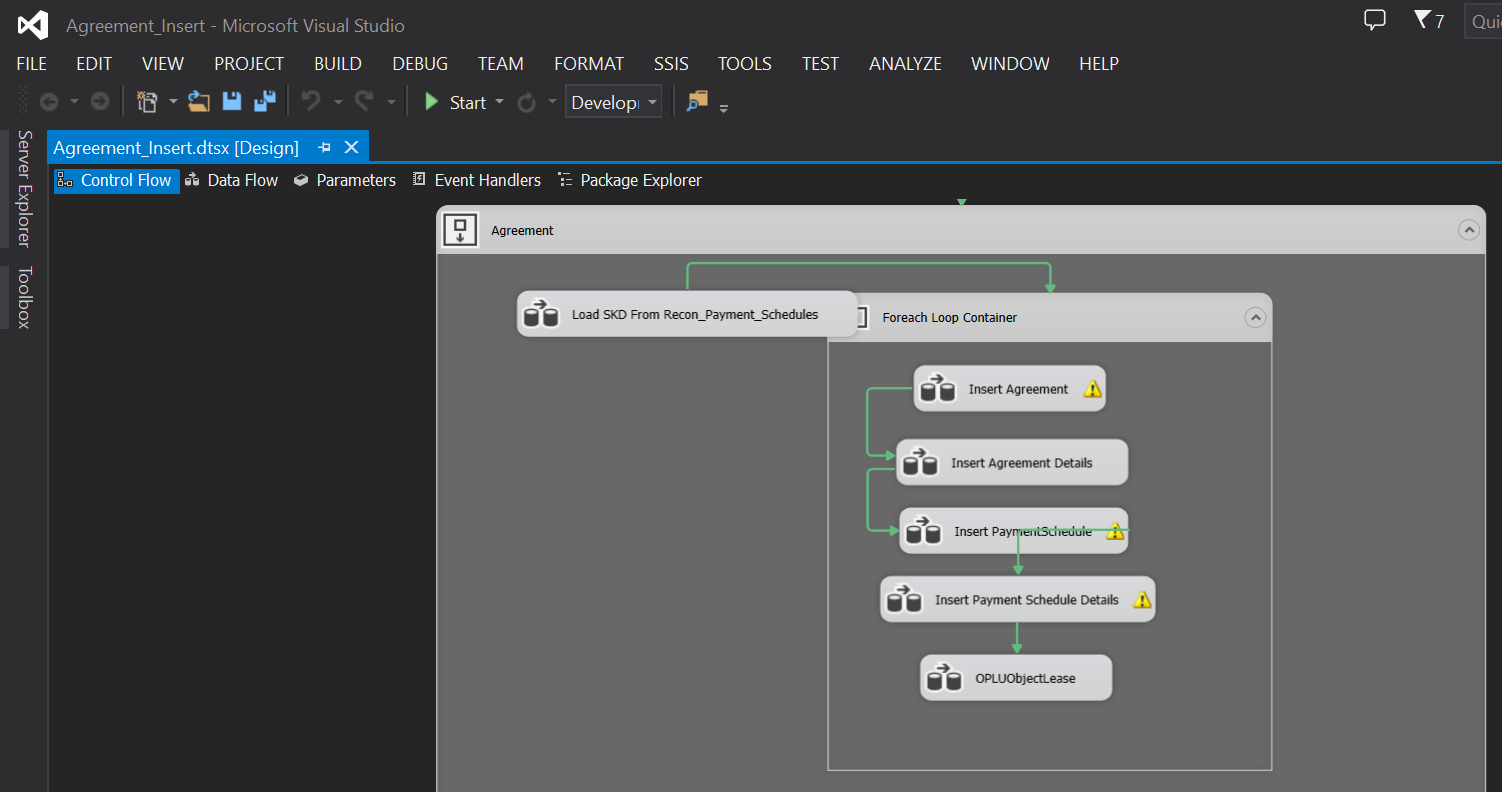 Agreement_Insert - Microsoft Visual Studio
7
Quic
FILE EDIT VIEW PROJECT BUILD DEBUG TEAM FORMAT SSIS TOOLS TEST ANALYZE WINDOW HELP
Start
Develop
Server Explorer
Toolbox
Agreement_Insert.dtsx [Design]
Control Flow Data Flow Parameters Event Handlers Package Explorer
Agreement
Load SKD From Recon_Payment_Schedules
Foreach Loop Container
Insert Agreement
Insert Agreement Details
Insert PaymentSchedule
Insert Payment Schedule Details
OPLUObjectLease